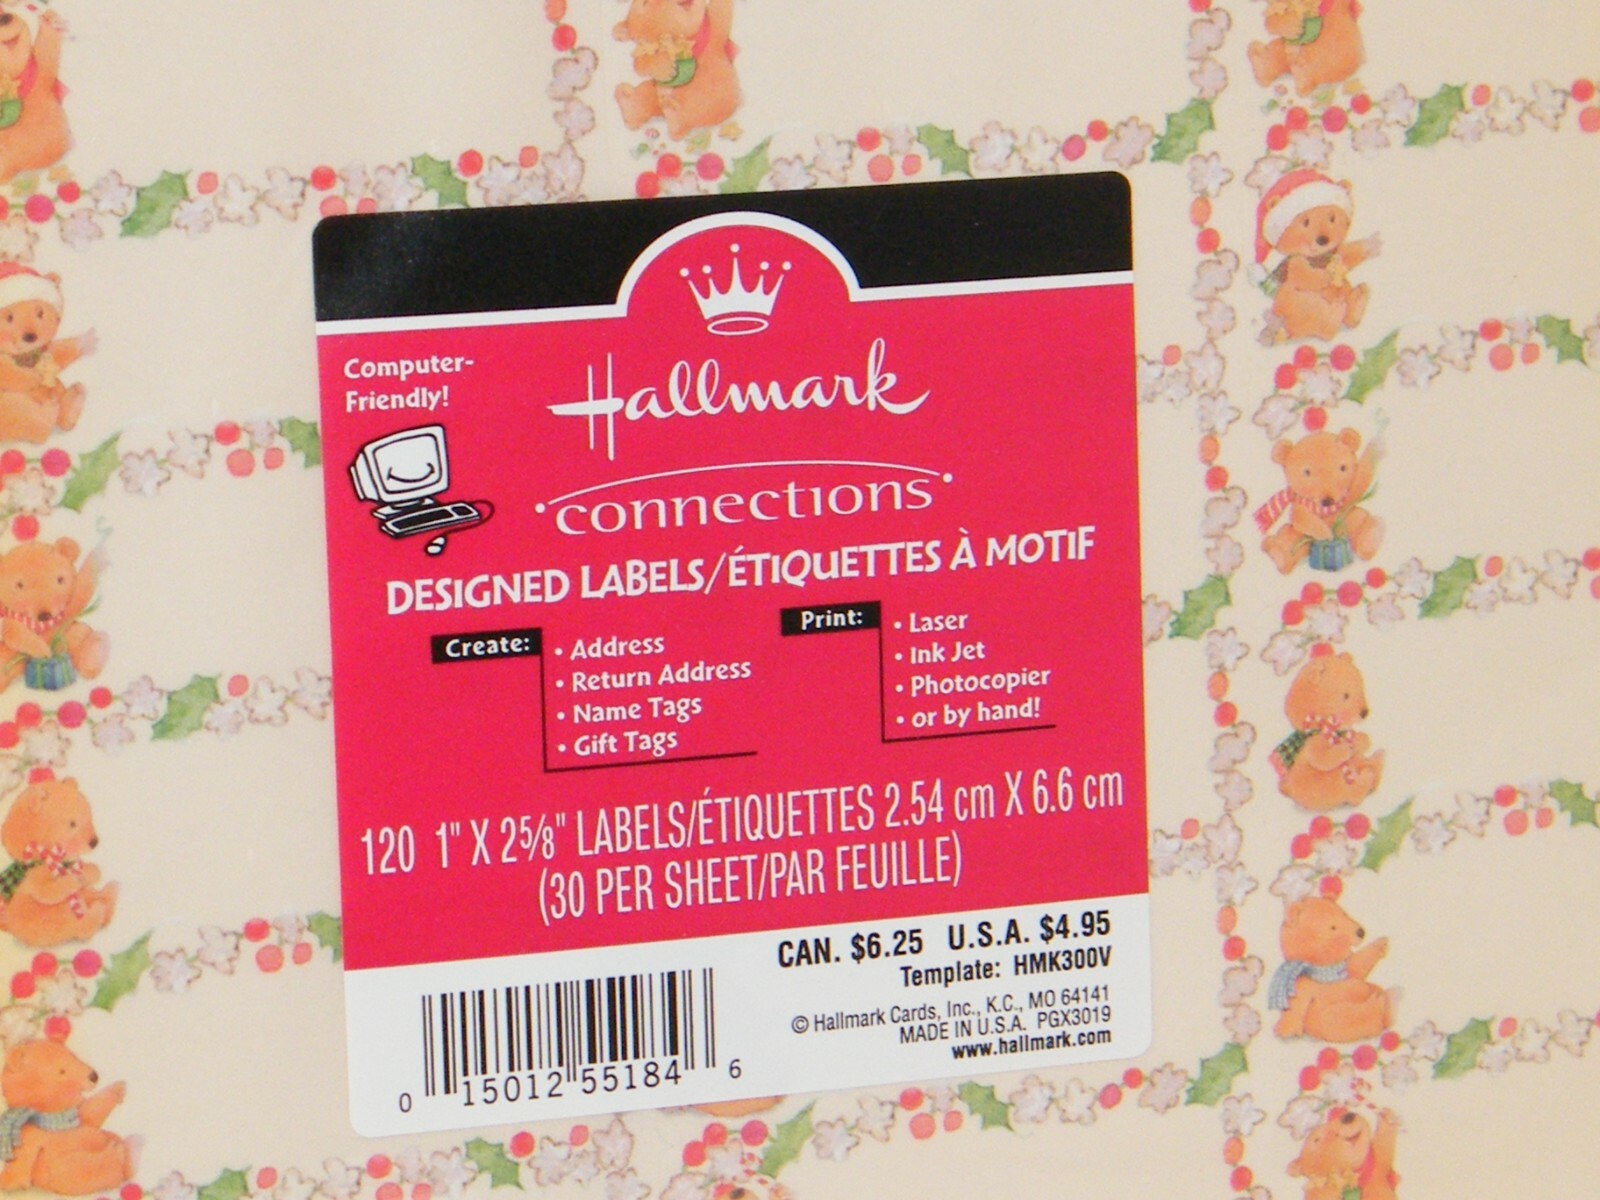 Computer-
Friendly!
Hallmark
connections
DESIGNED LABELS/ÉTIQUETTES À MOTIF
Create:
• Address
• Return Address
• Name Tags
• Gift Tags
Print:
• Laser
• Ink Jet
• Photocopier
• or by hand!
120 1" X 2⅝" LABELS/ÉTIQUETTES 2.54 cm X 6.6 cm
(30 PER SHEET/PAR FEUILLE)
CAN. $6.25 U.S.A. $4.95
Template: HMK300V
© Hallmark Cards, Inc., K.C., MO 64141
MADE IN U.S.A. PGX3019
www.hallmark.com
0 15012 55184 6